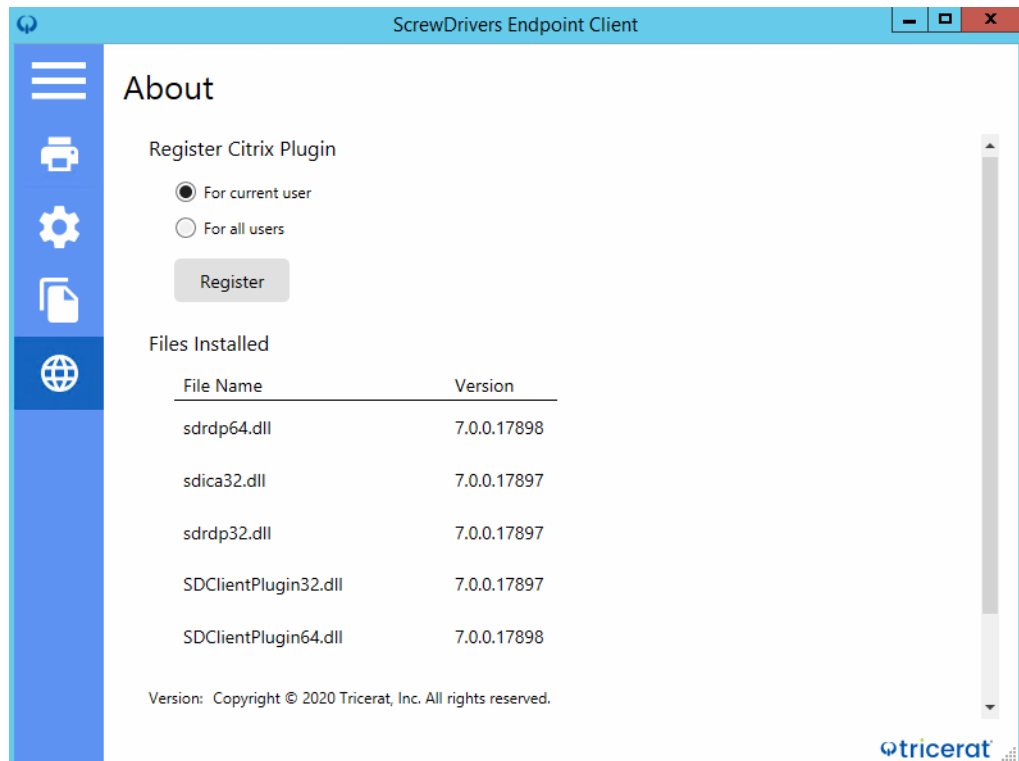 ScrewDrivers Endpoint Client
About
Register Citrix Plugin
For current user
For all users
Register
Files Installed
File Name Version
sdrdp64.dll 7.0.0.17898
sdica32.dll 7.0.0.17897
sdrdp32.dll 7.0.0.17897
SDClientPlugin32.dll 7.0.0.17897
SDClientPlugin64.dll 7.0.0.17898
Version: Copyright © 2020 Tricerat, Inc. All rights reserved.
tricerat